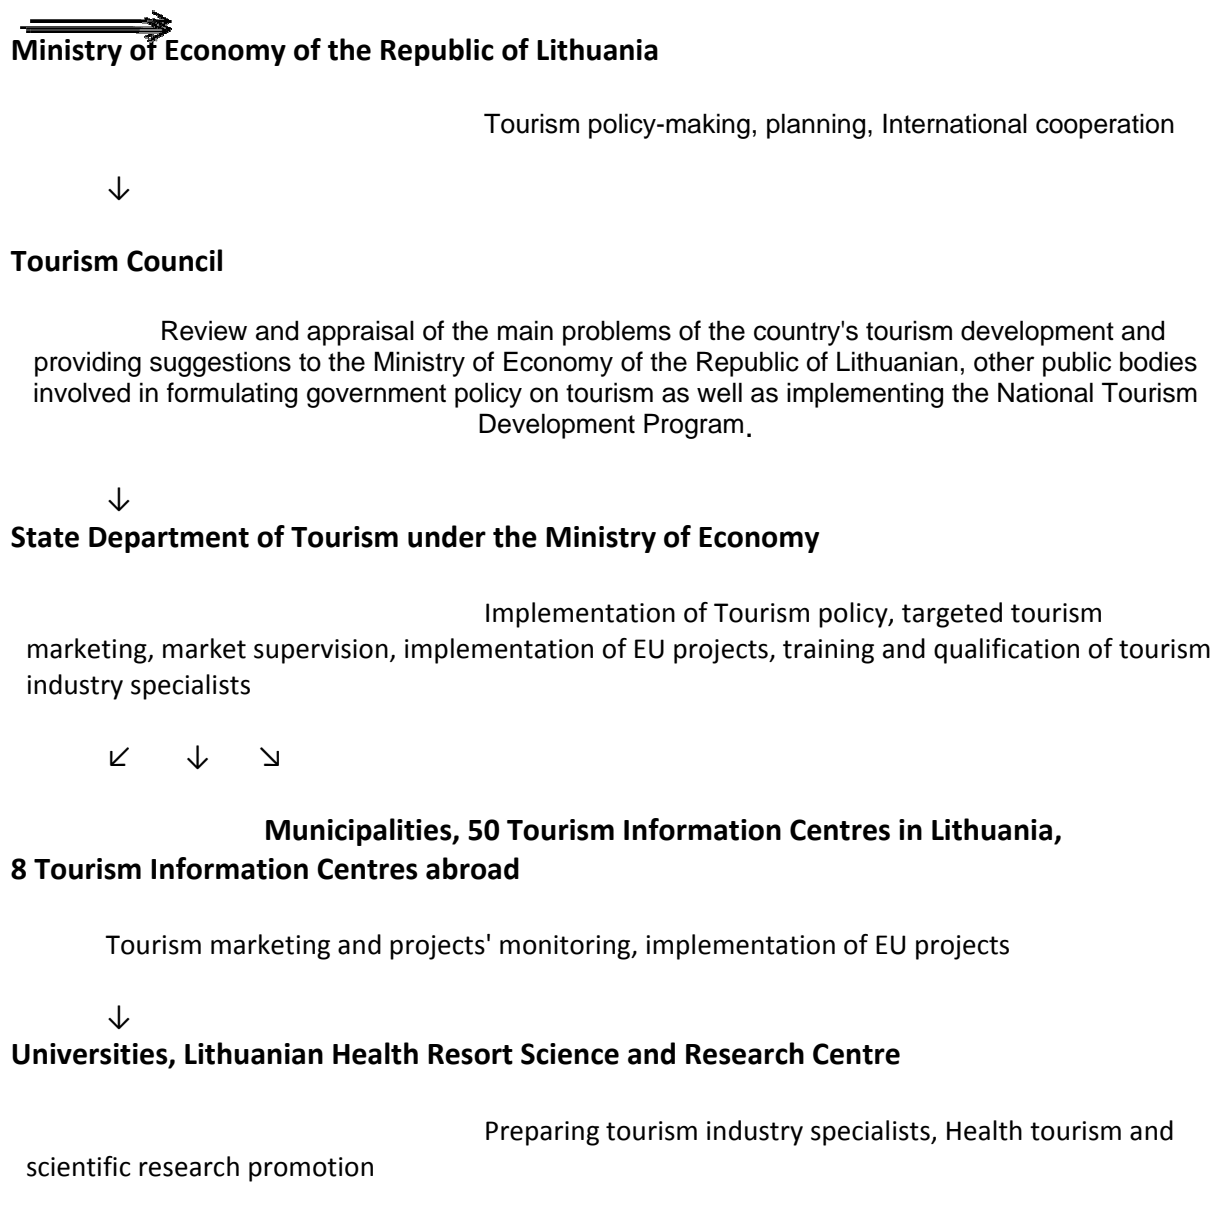 Ministry of Economy of the Republic of Lithuania
Tourism policy-making, planning, International cooperation
↓
Tourism Council
Review and appraisal of the main problems of the country's tourism development and
providing suggestions to the Ministry of Economy of the Republic of Lithuanian, other public bodies
involved in formulating government policy on tourism as well as implementing the National Tourism
Development Program.
↓
State Department of Tourism under the Ministry of Economy
Implementation of Tourism policy, targeted tourism
marketing, market supervision, implementation of EU projects, training and qualification of tourism
industry specialists
↙ ↓ ↘
Municipalities, 50 Tourism Information Centres in Lithuania,
8 Tourism Information Centres abroad
Tourism marketing and projects' monitoring, implementation of EU projects
↓
Universities, Lithuanian Health Resort Science and Research Centre
Preparing tourism industry specialists, Health tourism and
scientific research promotion